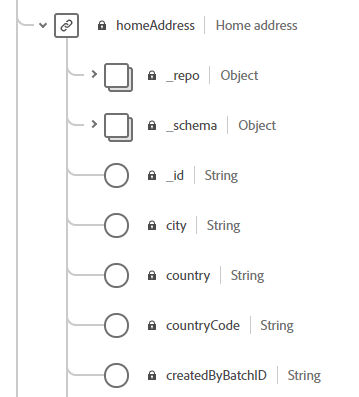 homeAddress Home address
_repo Object
_schema Object
_id String
city String
country String
countryCode String
createdByBatchID String